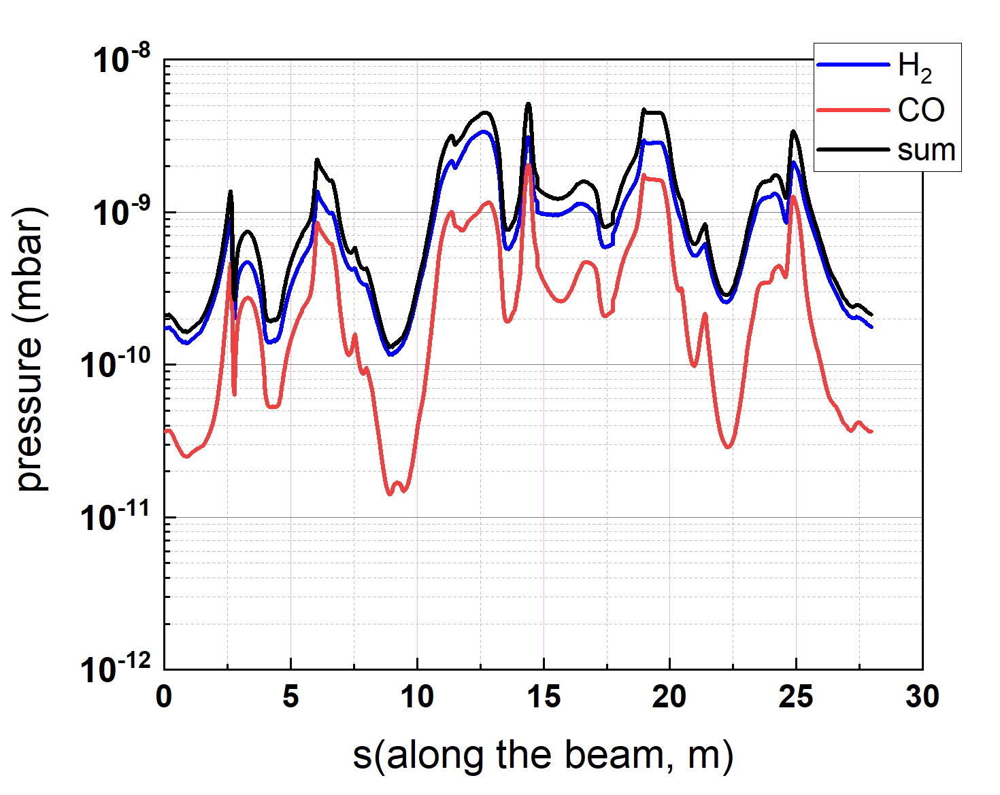 H₂
CO
sum
10⁻⁸
10⁻⁹
10⁻¹⁰
10⁻¹¹
10⁻¹²
pressure (mbar)
0 5 10 15 20 25 30
s(along the beam, m)